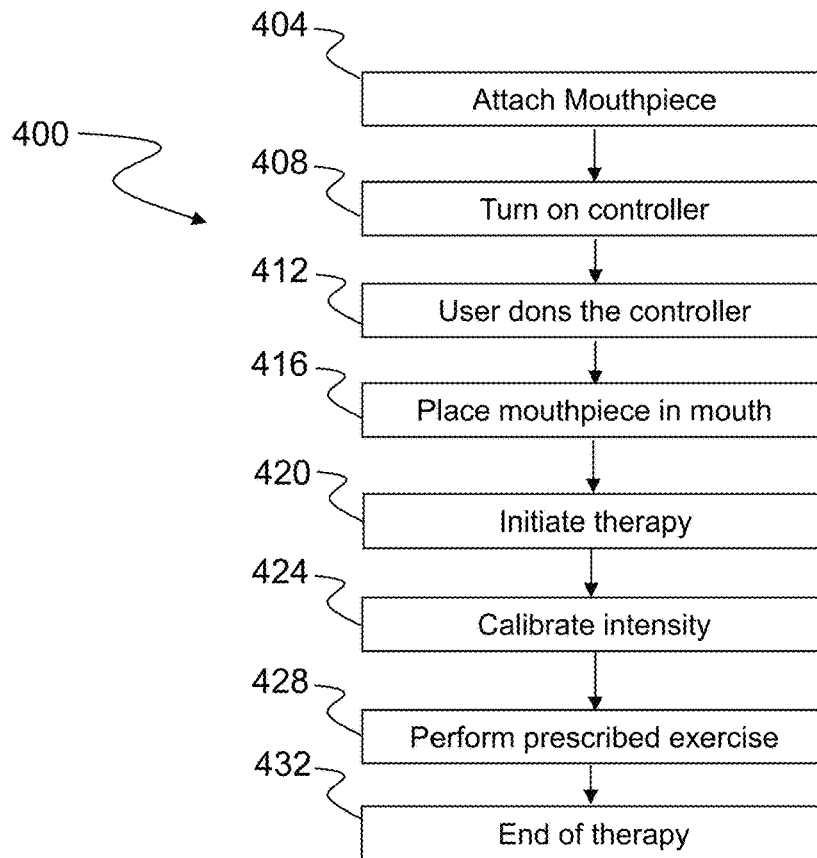 404
Attach Mouthpiece
400
408
Turn on controller
412
User dons the controller
416
Place mouthpiece in mouth
420
Initiate therapy
424
Calibrate intensity
428
Perform prescribed exercise
432
End of therapy